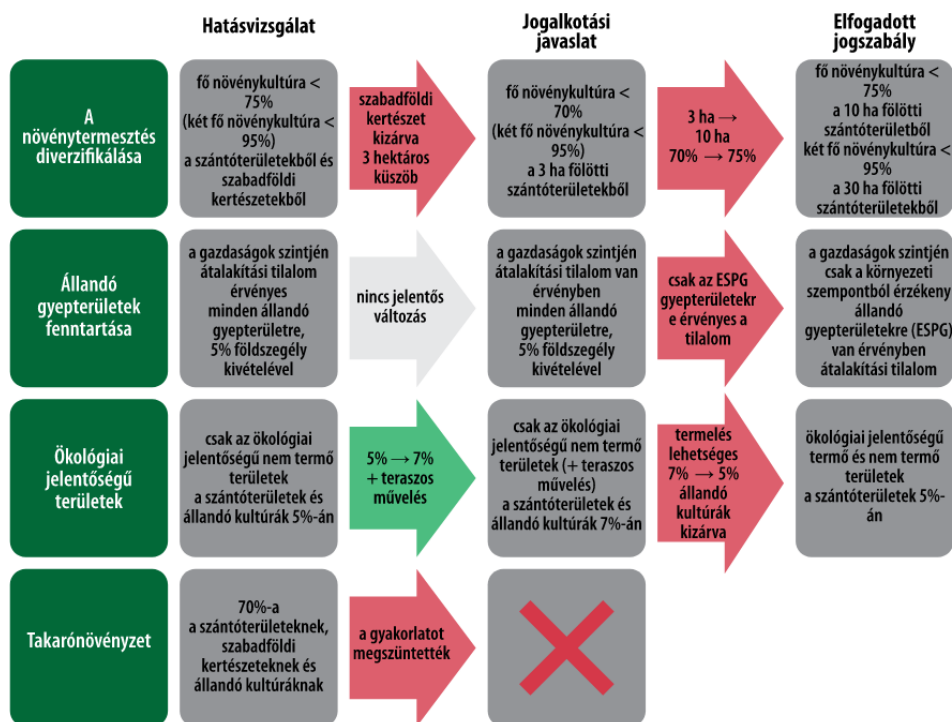 Hatásvizsgálat
Jogalkotási
javaslat
Elfogadott
jogszabály
A
növénytermesztés
diverzifikálása
fő növénykultúra <
75%
(két fő növénykultúra <
95%)
a szántóterületekből és
szabadföldi
kertészetekből
szabadföldi
kertészet
kizárva
3 hektáros
küszöb
fő növénykultúra <
70%
(két fő növénykultúra <
95%)
a 3 ha fölötti
szántóterületekből
3 ha →
10 ha
70% → 75%
fő növénykultúra <
75%
a 10 ha fölötti
szántóterületből
két fő növénykultúra <
95%
a 30 ha fölötti
szántóterületekből
Állandó
gyepterületek
fenntartása
a gazdaságok szintjén
átalakítási tilalom
érvényes
minden állandó
gyepterületre,
5% földszegély
kivételével
nincs jelentős
változás
a gazdaságok szintjén
átalakítási tilalom van
érvényben
minden állandó
gyepterületre,
5% földszegély
kivételével
csak az ESPG
gyepterületekr
e érvényes a
tilalom
a gazdaságok szintjén
csak a környezeti
szempontból érzékeny
állandó
gyepterületekre (ESPG)
van érvényben
átalakítási tilalom
Ökológiai
jelentőségű
területek
csak az ökológiai
jelentőségű nem termő
területek
a szántóterületek és
állandó kultúrák 5%-án
5% → 7%
+ teraszos
művelés
csak az ökológiai
jelentőségű nem termő
területek (+ teraszos
művelés)
a szántóterületek és
állandó kultúrák 7%-án
termelés
lehetséges
7% → 5%
állandó
kultúrák
kizárva
ökológiai jelentőségű
termő és nem termő
területek
a szántóterületek 5%-
án
Takarónövényzet
70%-a
a szántóterületeknek,
szabadföldi
kertészeteknek és
állandó kultúráknak
a gyakorlatot
megszüntették